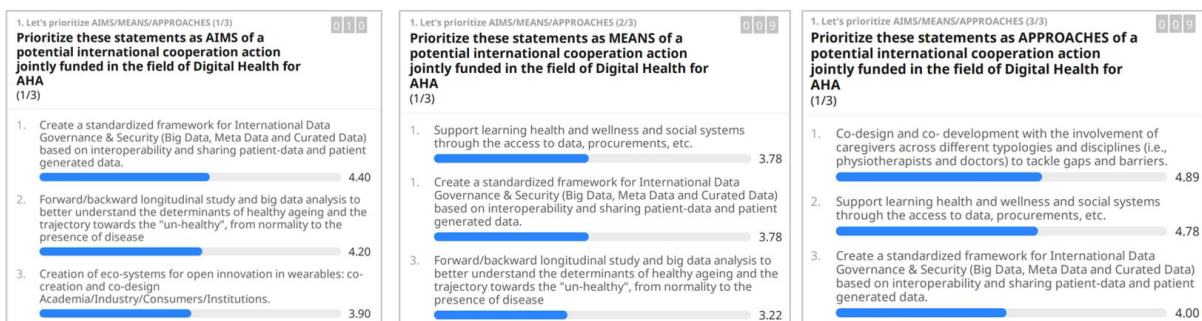 1. Let's prioritize AIMS/MEANS/APPROACHES (1/3)
010
Prioritize these statements as AIMS of a
potential international cooperation action
jointly funded in the field of Digital Health for
AHA
(1/3)
1. Create a standardized framework for International Data
Governance & Security (Big Data, Meta Data and Curated Data)
based on interoperability and sharing patient-data and patient
generated data.
4.40
2. Forward/backward longitudinal study and big data analysis to
better understand the determinants of healthy ageing and the
trajectory towards the "un-healthy", from normality to the
presence of disease
4.20
3. Creation of eco-systems for open innovation in wearables: co-
creation and co-design
Academia/Industry/Consumers/Institutions.
3.90
1. Let's prioritize AIMS/MEANS/APPROACHES (2/3)
009
Prioritize these statements as MEANS of a
potential international cooperation action
jointly funded in the field of Digital Health for
AHA
(1/3)
1. Support learning health and wellness and social systems
through the access to data, procurements, etc.
3.78
1. Create a standardized framework for International Data
Governance & Security (Big Data, Meta Data and Curated Data)
based on interoperability and sharing patient-data and patient
generated data.
3.78
3. Forward/backward longitudinal study and big data analysis to
better understand the determinants of healthy ageing and the
trajectory towards the "un-healthy", from normality to the
presence of disease
3.22
1. Let's prioritize AIMS/MEANS/APPROACHES (3/3)
009
Prioritize these statements as APPROACHES of a
potential international cooperation action
jointly funded in the field of Digital Health for
AHA
(1/3)
1. Co-design and co- development with the involvement of
caregivers across different typologies and disciplines (i.e.,
physiotherapists and doctors) to tackle gaps and barriers.
4.89
2. Support learning health and wellness and social systems
through the access to data, procurements, etc.
4.78
3. Create a standardized framework for International Data
Governance & Security (Big Data, Meta Data and Curated Data)
based on interoperability and sharing patient-data and patient
generated data.
4.00